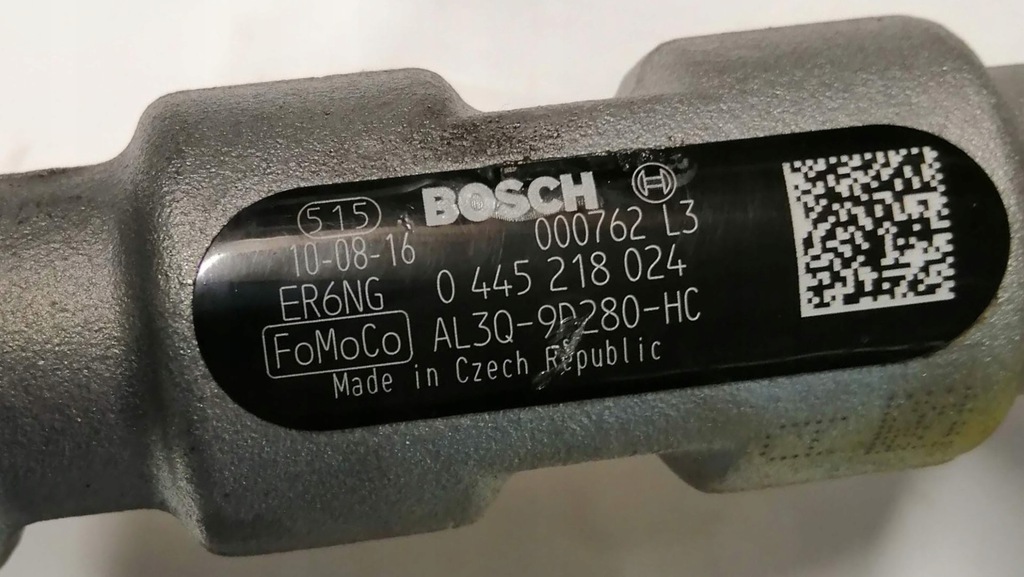 515 BOSCH H
10-08-16 000762 L3
ER6NG 0 445 218 024
FoMoCo AL3Q-9D280-HC
Made in Czech Republic